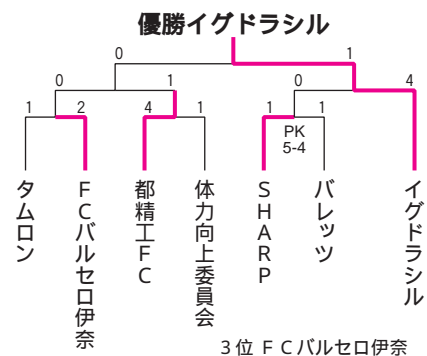 優勝イグドラシル
0 1
0 1 0 4
1 2 4 1 1 1
PK
5-4
タムロン
FCバルセロ伊奈
都精工FC
体力向上委員会
SHARP
バレッツ
イグドラシル
3位 FCバルセロ伊奈